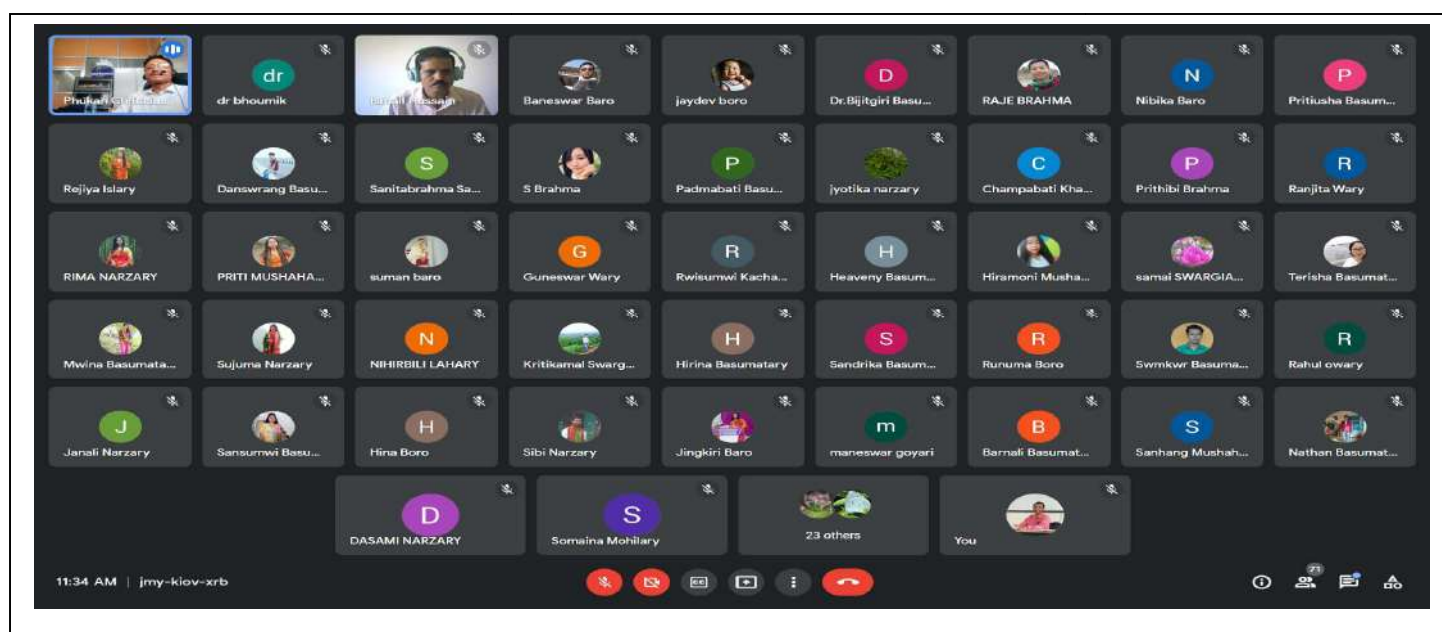 Phukan
dr
dr bhoumik
Hussain
Baneswar Baro
jaydev boro
D
Dr.Bijitgiri Basu...
RAJE BRAHMA
N
Nibika Baro
P
Pritiusha Basum...
Rejiya Islary
Danswrang Basu...
S
Sanitabrahma Sa...
S Brahma
P
Padmabati Basu...
jyotika narzary
C
Champabati Kha...
P
Prithibi Brahma
R
Ranjita Wary
RIMA NARZARY
PRITI MUSHAHA...
suman baro
G
Guneswar Wary
R
Rwisumwi Kacha...
H
Heaveny Basum...
Hiramoni Musha...
samai SWARGIA...
Terisha Basumat...
Mwina Basumata...
Sujuma Narzary
N
NIHIRBILI LAHARY
Kritikamal Swarg...
H
Hirina Basumatary
S
Sandrika Basum...
R
Runuma Boro
Swmkwr Basuma...
R
Rahul owary
J
Janali Narzary
Sansumwi Basu...
H
Hina Boro
Sibi Narzary
Jingkiri Baro
m
maneswar goyari
B
Barnali Basumat...
S
Sanhang Mushah...
Nathan Basumat...
D
DASAMI NARZARY
S
Somaina Mohilary
23 others
You
11:34 AM | jmy-kiov-xrb
CC
71